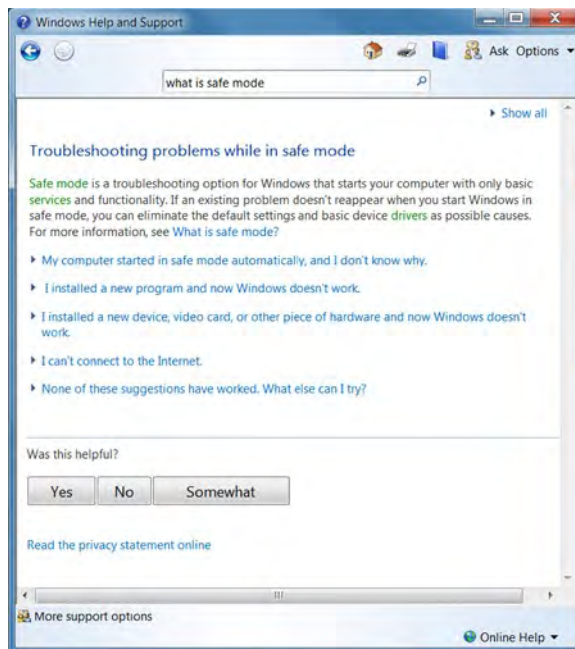 Windows Help and Support
Ask Options
what is safe mode
Show all
Troubleshooting problems while in safe mode
Safe mode is a troubleshooting option for Windows that starts your computer with only basic
services and functionality. If an existing problem doesn't reappear when you start Windows in
safe mode, you can eliminate the default settings and basic device drivers as possible causes.
For more information, see What is safe mode?
My computer started in safe mode automatically, and I don't know why.
I installed a new program and now Windows doesn't work.
I installed a new device, video card, or other piece of hardware and now Windows doesn't
work.
I can't connect to the Internet.
None of these suggestions have worked. What else can I try?
Was this helpful?
Yes No Somewhat
Read the privacy statement online
More support options
Online Help